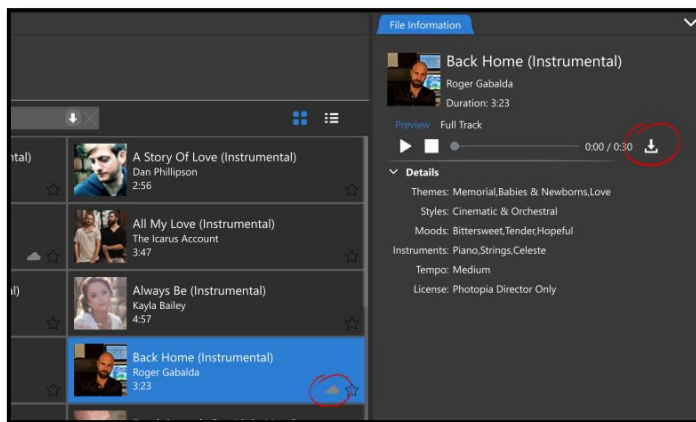 File Information
Back Home (Instrumental)
Roger Gabalda
Duration: 3:23
Preview Full Track
0:00 / 0:30
Details
Themes: Memorial,Babies & Newborns,Love
Styles: Cinematic & Orchestral
Moods: Bittersweet,Tender,Hopeful
Instruments: Piano,Strings,Celeste
Tempo: Medium
License: Photopia Director Only
ntal)
A Story Of Love (Instrumental)
Dan Phillipson
2:56
All My Love (Instrumental)
The Icarus Account
3:47
l)
Always Be (Instrumental)
Kayla Bailey
4:57
Back Home (Instrumental)
Roger Gabalda
3:23